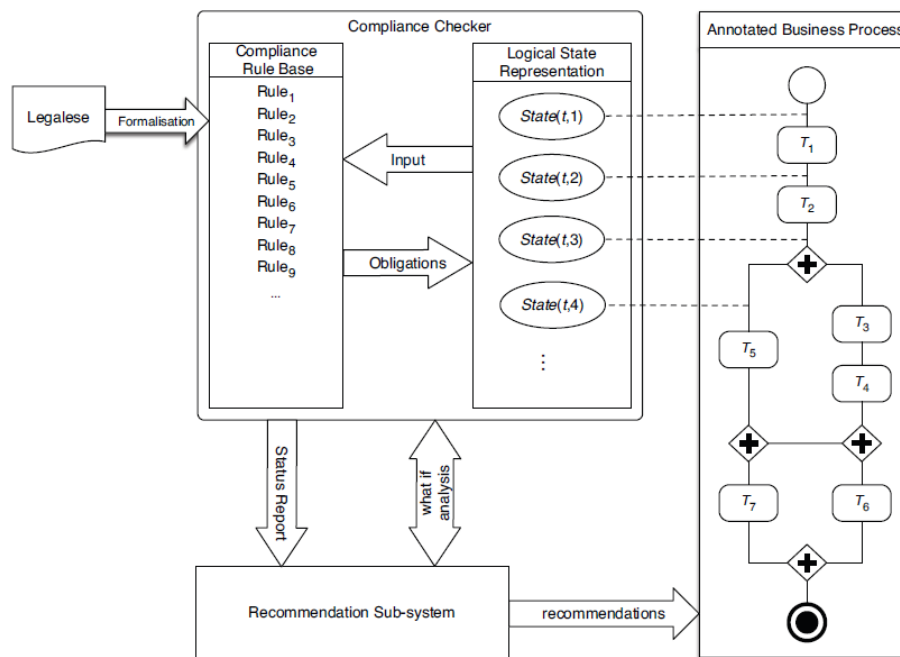 Compliance Checker
Annotated Business Process
Compliance
Rule Base
Logical State
Representation
Legalese
Formalisation
Rule1
Rule2
Rule3
Rule4
Rule5
Rule6
Rule7
Rule8
Rule9
...
Input
Obligations
State(t,1)
State(t,2)
State(t,3)
State(t,4)
⋮
T1
T2
T3
T5
T4
T7
T6
Status Report
what if
analysis
Recommendation Sub-system
recommendations